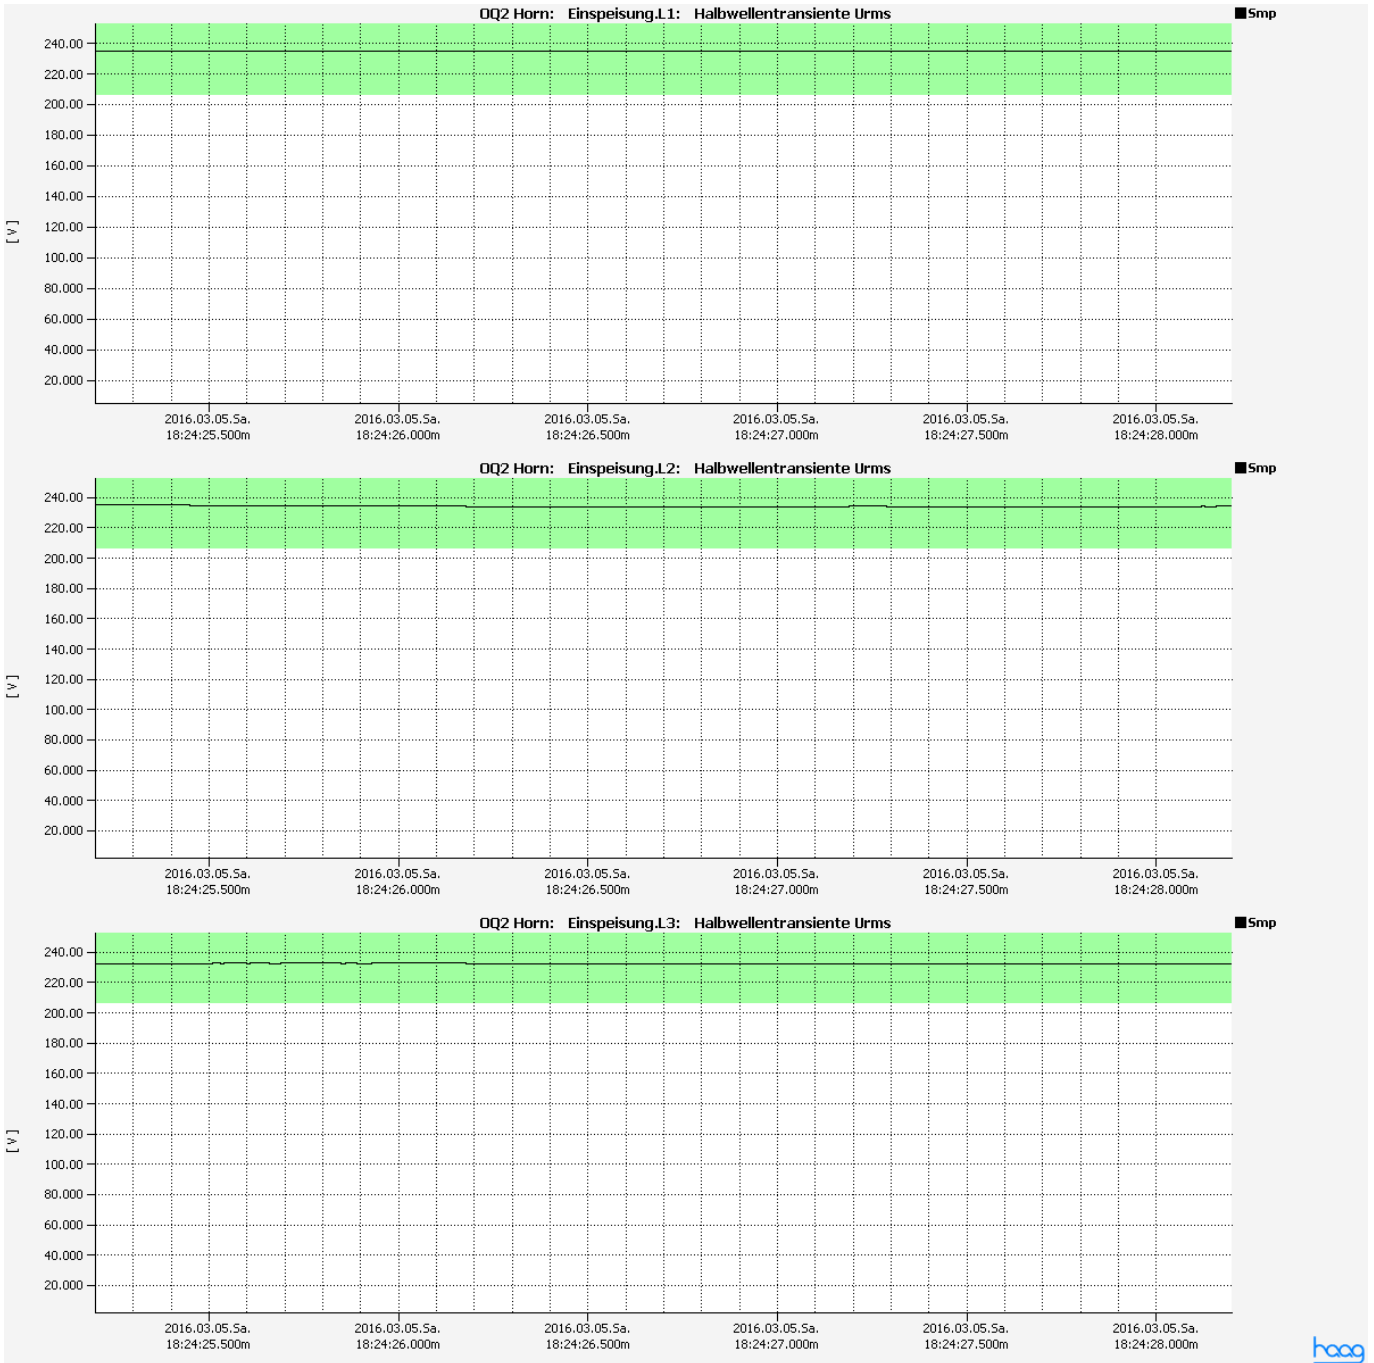 OQ2 Horn: Einspeisung.L1: Halbwellentransiente Urms
Smp
240.00
220.00
200.00
180.00
160.00
140.00
120.00
100.00
80.000
60.000
40.000
20.000
[ V ]
2016.03.05.Sa. 2016.03.05.Sa. 2016.03.05.Sa. 2016.03.05.Sa. 2016.03.05.Sa. 2016.03.05.Sa.
18:24:25.500m 18:24:26.000m 18:24:26.500m 18:24:27.000m 18:24:27.500m 18:24:28.000m
OQ2 Horn: Einspeisung.L2: Halbwellentransiente Urms
Smp
240.00
220.00
200.00
180.00
160.00
140.00
120.00
100.00
80.000
60.000
40.000
20.000
[ V ]
2016.03.05.Sa. 2016.03.05.Sa. 2016.03.05.Sa. 2016.03.05.Sa. 2016.03.05.Sa. 2016.03.05.Sa.
18:24:25.500m 18:24:26.000m 18:24:26.500m 18:24:27.000m 18:24:27.500m 18:24:28.000m
OQ2 Horn: Einspeisung.L3: Halbwellentransiente Urms
Smp
240.00
220.00
200.00
180.00
160.00
140.00
120.00
100.00
80.000
60.000
40.000
20.000
[ V ]
2016.03.05.Sa. 2016.03.05.Sa. 2016.03.05.Sa. 2016.03.05.Sa. 2016.03.05.Sa. 2016.03.05.Sa.
18:24:25.500m 18:24:26.000m 18:24:26.500m 18:24:27.000m 18:24:27.500m 18:24:28.000m
haag